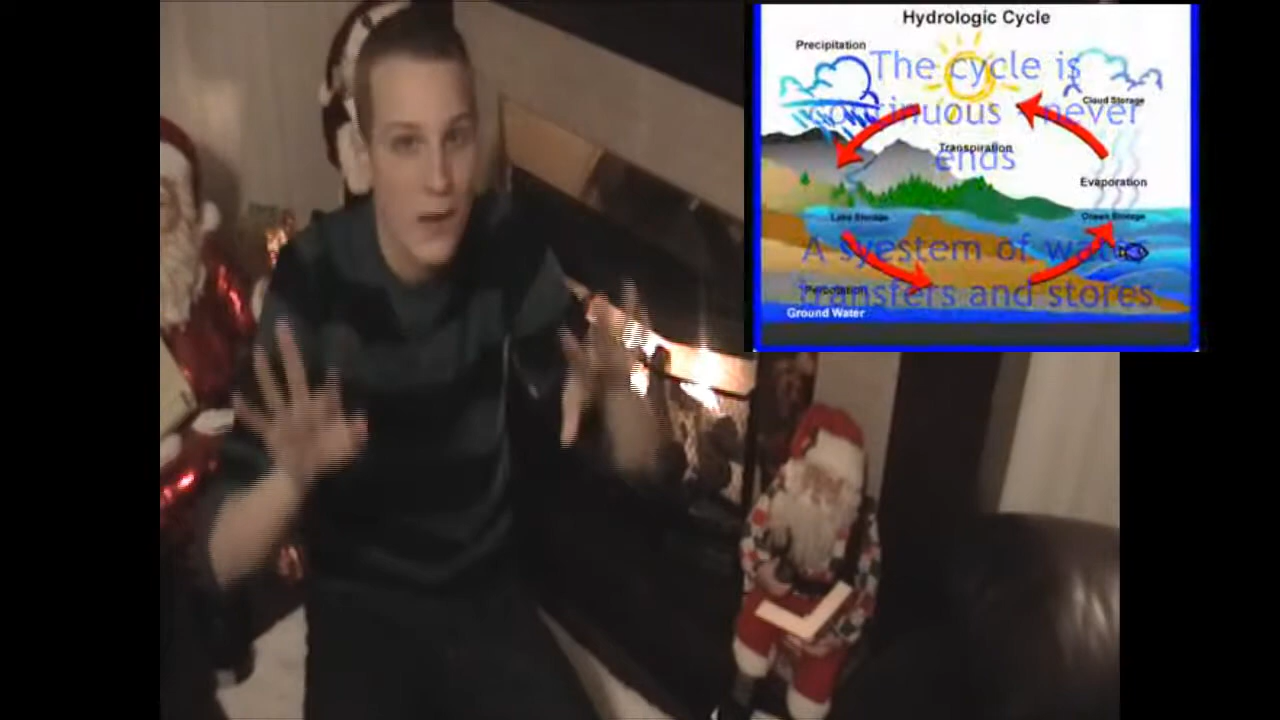 Hydrologic Cycle
Precipitation
The cycle is
Cloud Storage
continuous - never
Transpiration
ends
Evaporation
Lake Storage
Ocean Storage
A syestem of water
Percolation
transfers and stores
Ground Water